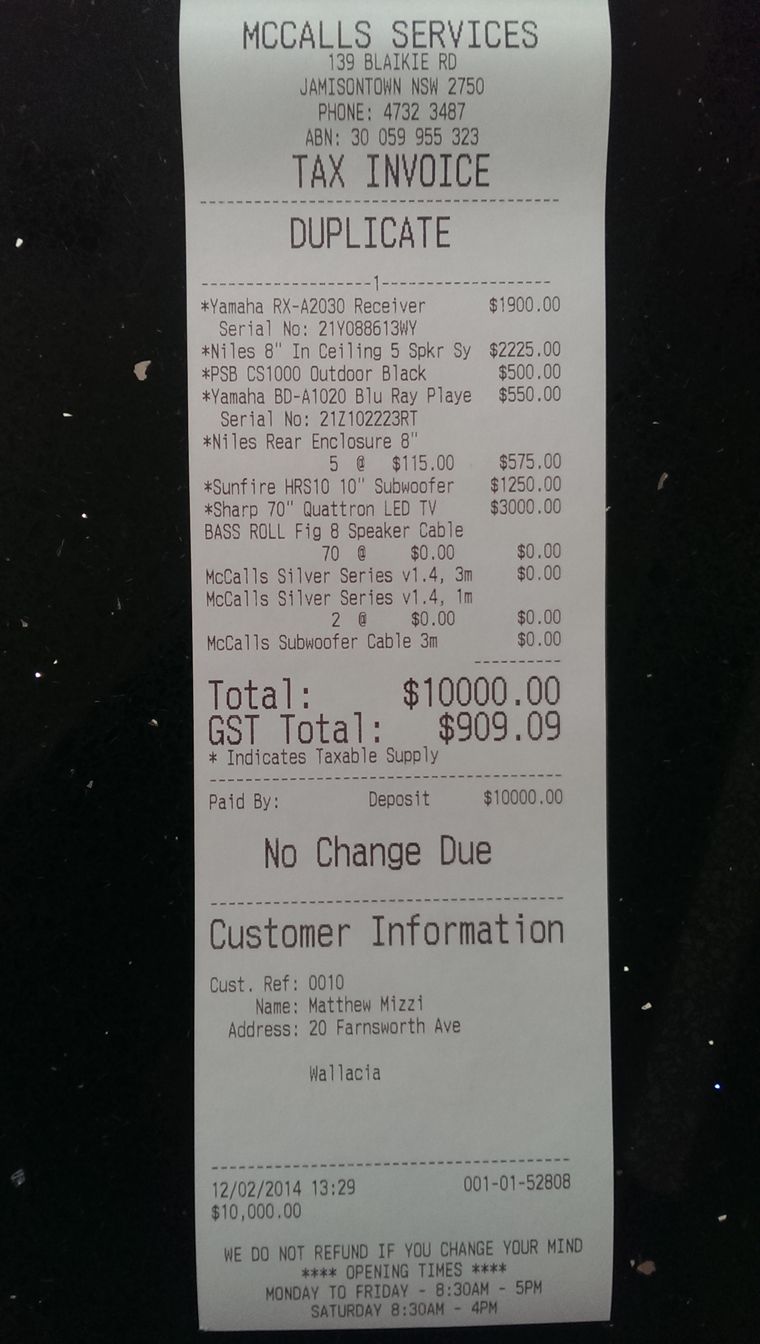 MCCALLS SERVICES
139 BLAIKIE RD
JAMISONTOWN NSW 2750
PHONE: 4732 3487
ABN: 30 059 955 323
TAX INVOICE
DUPLICATE
------------------1------------------
*Yamaha RX-A2030 Receiver $1900.00
Serial No: 21Y088613WY
*Niles 8" In Ceiling 5 Spkr Sy $2225.00
*PSB CS1000 Outdoor Black $500.00
*Yamaha BD-A1020 Blu Ray Playe $550.00
Serial No: 21Z102223RT
*Niles Rear Enclosure 8"
5 @ $115.00 $575.00
*Sunfire HRS10 10" Subwoofer $1250.00
*Sharp 70" Quattron LED TV $3000.00
BASS ROLL Fig 8 Speaker Cable
70 @ $0.00 $0.00
McCalls Silver Series v1.4, 3m $0.00
McCalls Silver Series v1.4, 1m
2 @ $0.00 $0.00
McCalls Subwoofer Cable 3m $0.00
Total: $10000.00
GST Total: $909.09
* Indicates Taxable Supply
Paid By: Deposit $10000.00
No Change Due
Customer Information
Cust. Ref: 0010
Name: Matthew Mizzi
Address: 20 Farnsworth Ave
Wallacia
12/02/2014 13:29 001-01-52808
$10,000.00
WE DO NOT REFUND IF YOU CHANGE YOUR MIND
**** OPENING TIMES ****
MONDAY TO FRIDAY - 8:30AM - 5PM
SATURDAY 8:30AM - 4PM